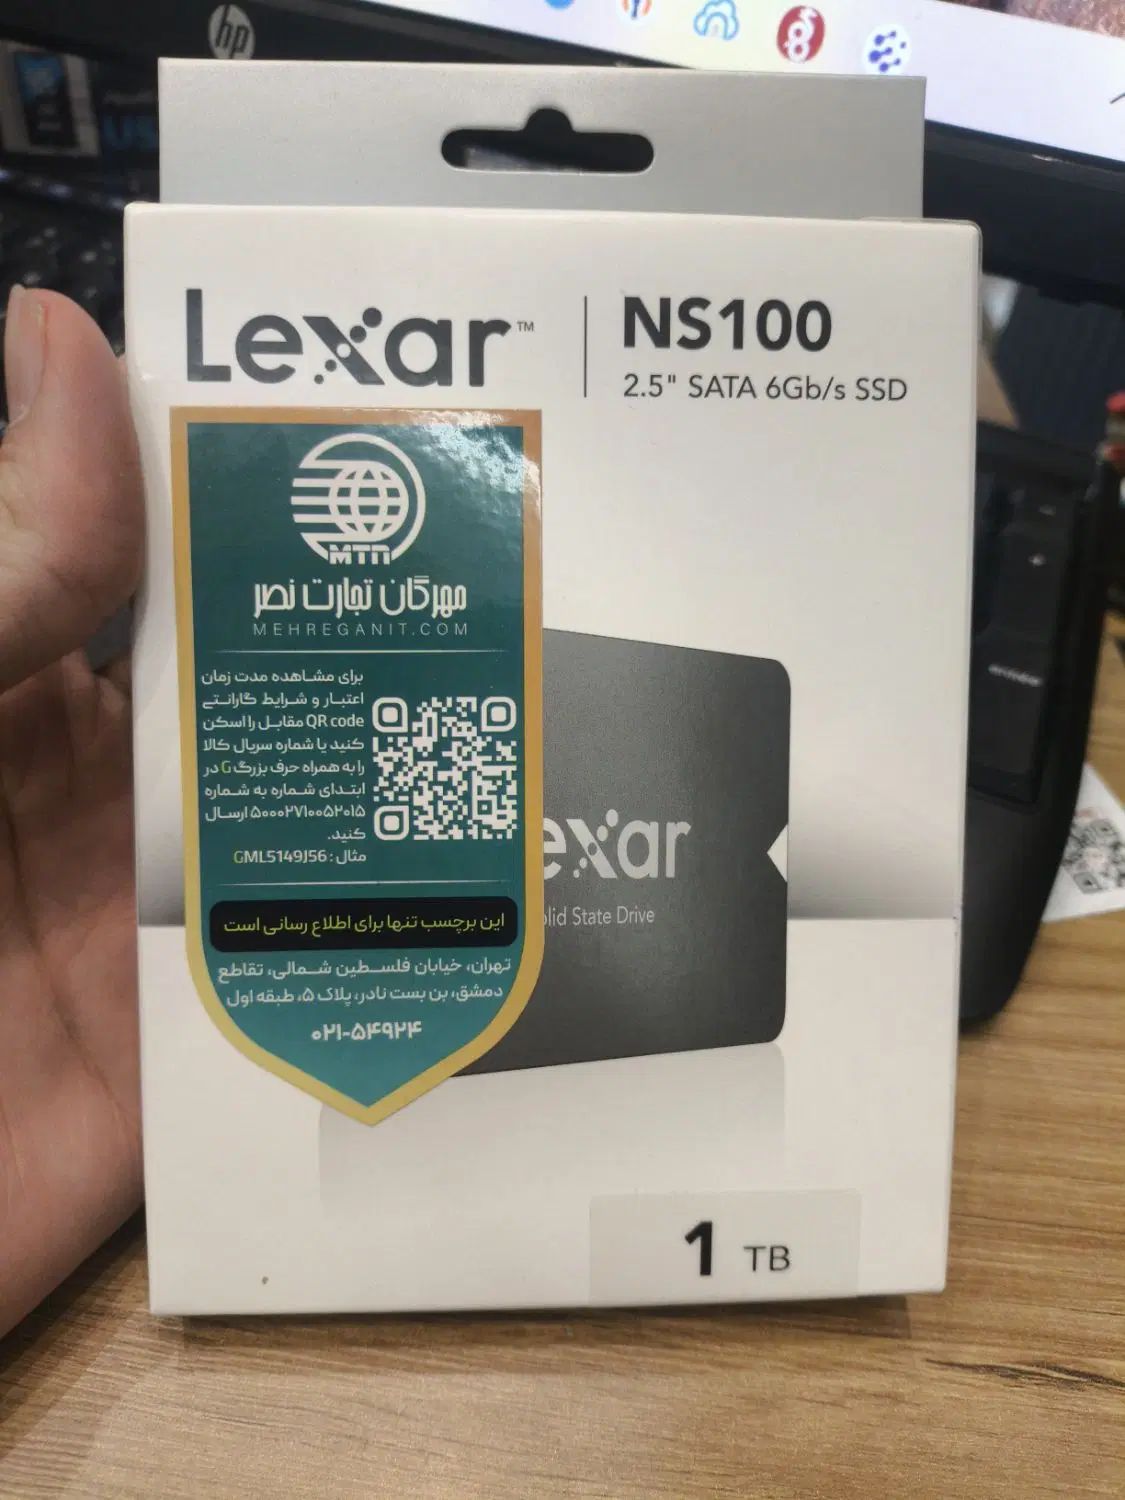 hp
Lexar™
NS100
2.5" SATA 6Gb/s SSD
MTN
مهرگان تجارت نصر
MEHREGANIT.COM
برای مشاهده مدت زمان
اعتبار و شرایط گارانتی
QR code مقابل را اسکن
کنید یا شماره سریال کالا
را به همراه حرف بزرگ G در
ابتدای شماره به شماره
۵۰۰۰۲۷۱۰۰۵۲۰۱۵ ارسال
کنید.
مثال : GML5149J56
این برچسب تنها برای اطلاع رسانی است
تهران، خیابان فلسطین شمالی، تقاطع
دمشق، بن بست نادر، پلاک ۵، طبقه اول
۰۲۱-۵۴۹۲۴
exar
lid State Drive
1 TB